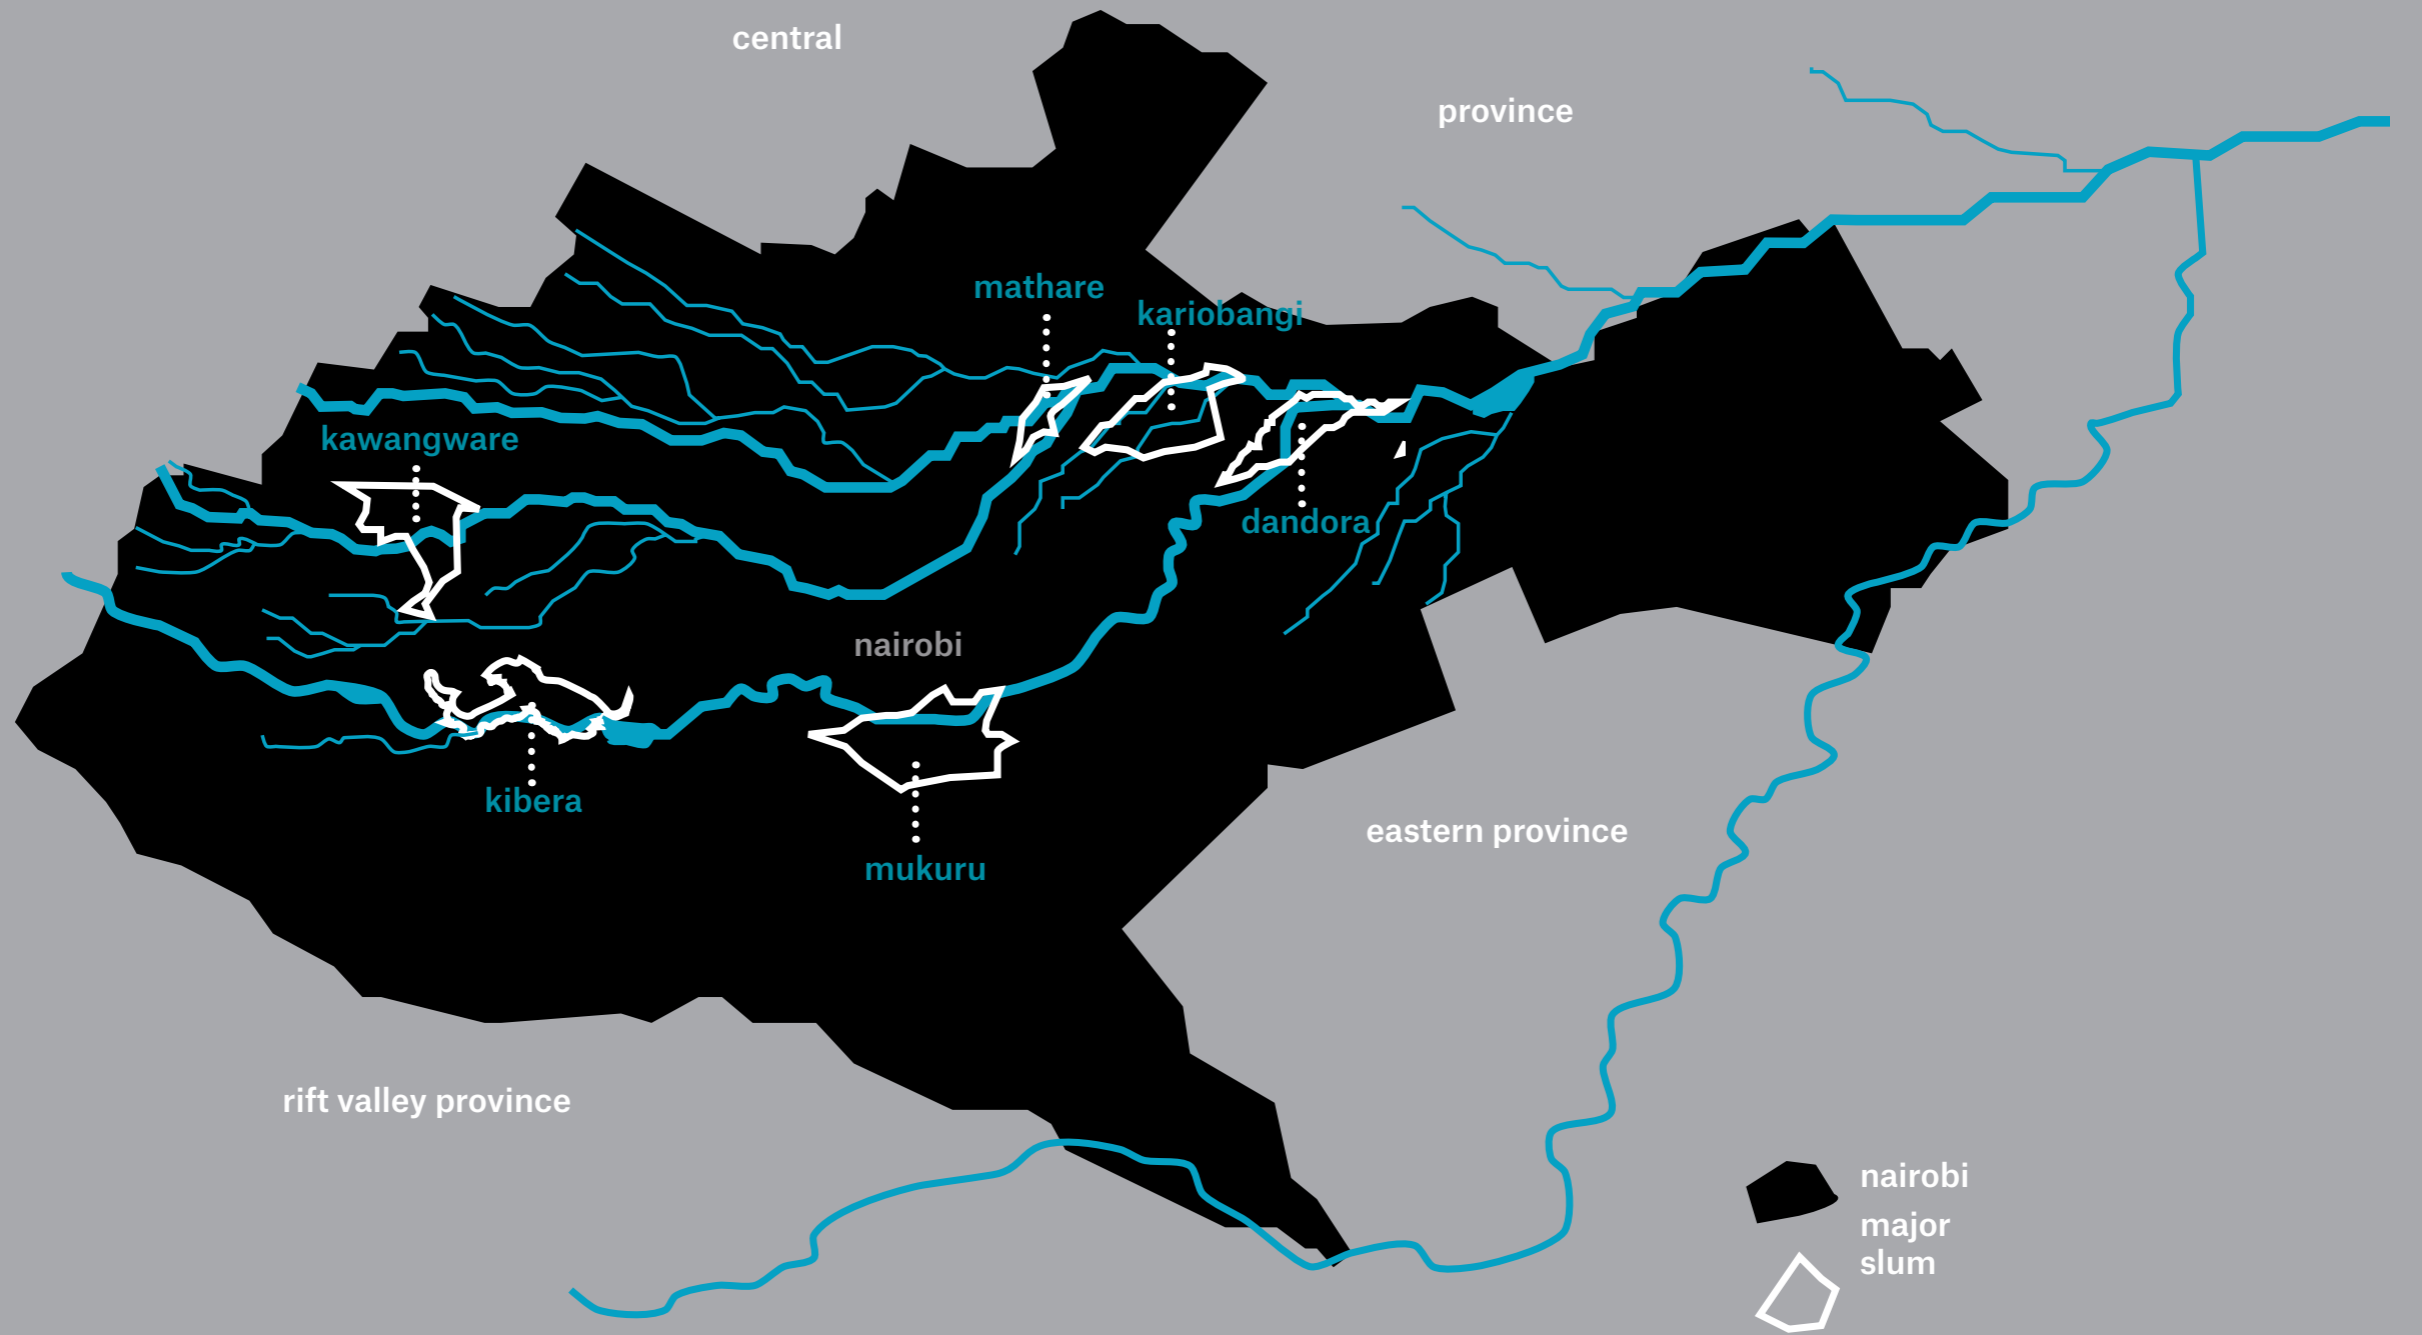 central
province
mathare
kariobangi
kawangware
dandora
nairobi
kibera
eastern province
mukuru
rift valley province
nairobi
major
slum